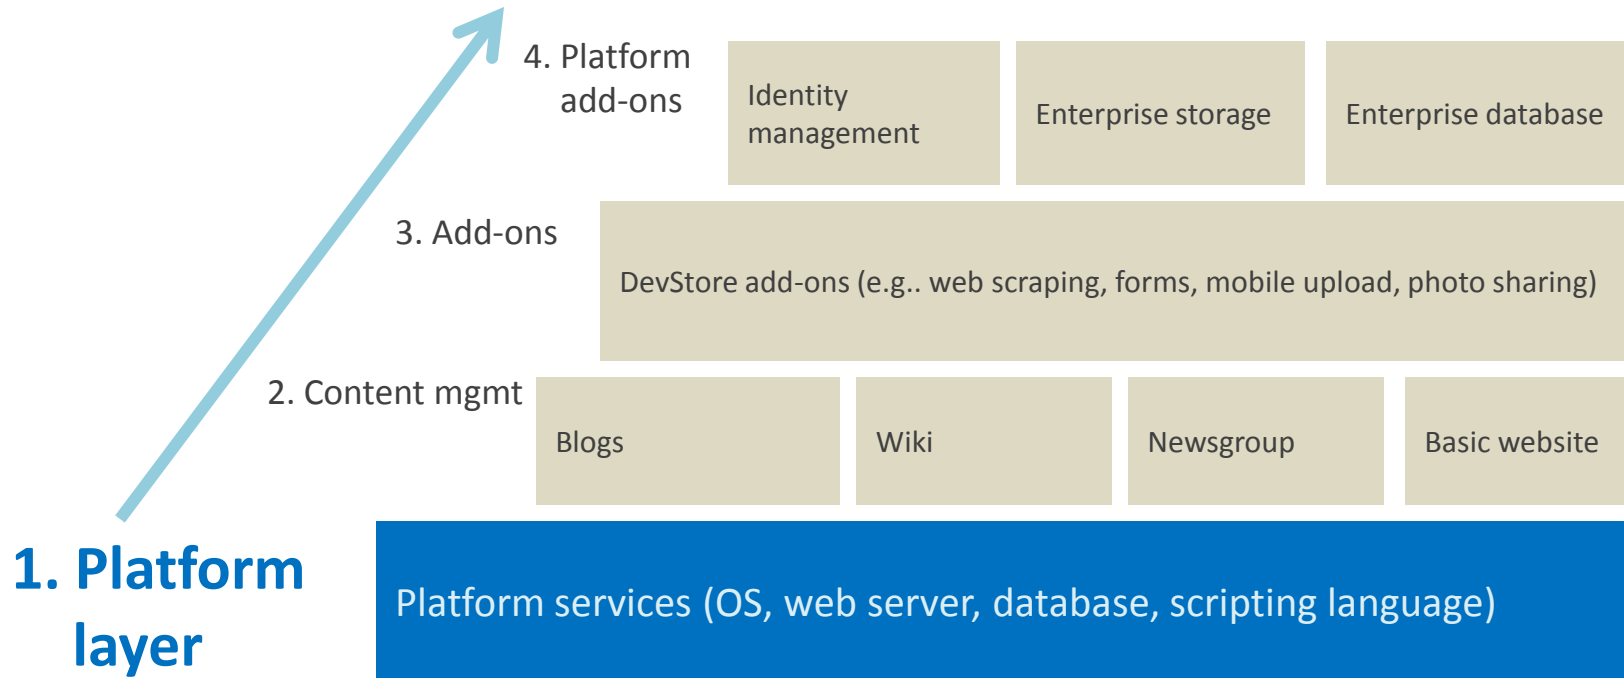 4. Platform
add-ons
Identity
management
Enterprise storage
Enterprise database
3. Add-ons
DevStore add-ons (e.g.. web scraping, forms, mobile upload, photo sharing)
2. Content mgmt
Blogs
Wiki
Newsgroup
Basic website
1. Platform
layer
Platform services (OS, web server, database, scripting language)